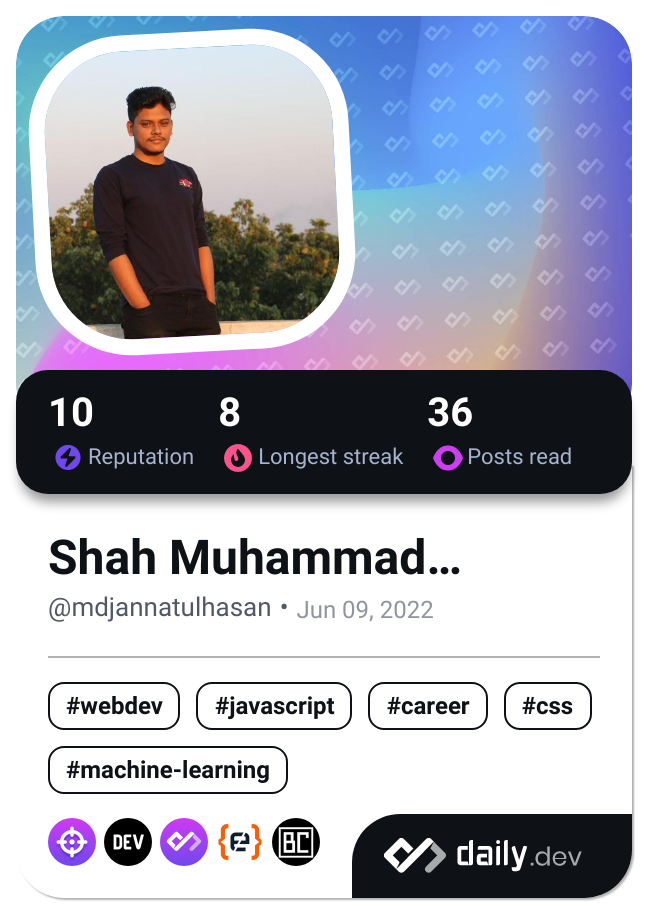 10 8 36
Reputation Longest streak Posts read
Shah Muhammad...
@mdjannatulhasan • Jun 09, 2022
#webdev #javascript #career #css
#machine-learning
DEV BC daily.dev